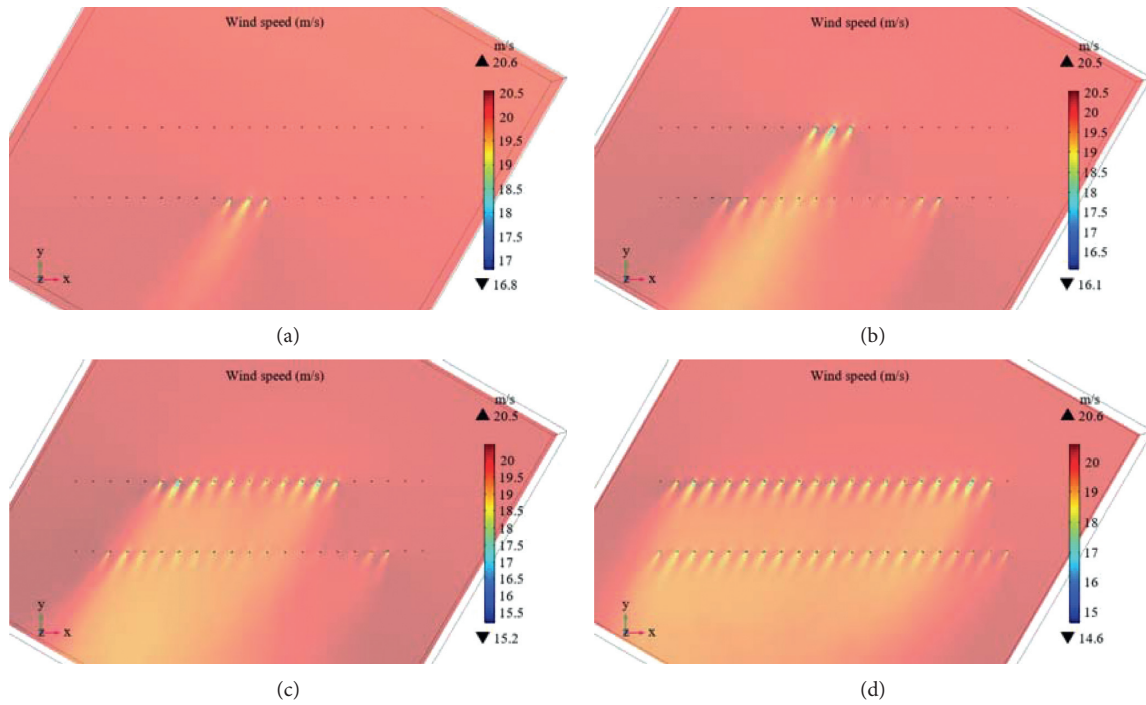 Wind speed (m/s)
m/s
▲ 20.6
20.5
20
19.5
19
18.5
18
17.5
17
▼ 16.8
y
z x
(a)
Wind speed (m/s)
m/s
▲ 20.5
20.5
20
19.5
19
18.5
18
17.5
17
16.5
▼ 16.1
y
z x
(b)
Wind speed (m/s)
m/s
▲ 20.5
20
19.5
19
18.5
18
17.5
17
16.5
16
15.5
▼ 15.2
y
z x
(c)
Wind speed (m/s)
m/s
▲ 20.6
20
19
18
17
16
15
▼ 14.6
y
z x
(d)